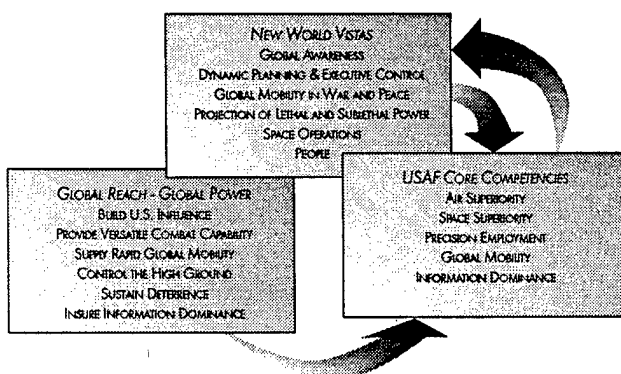 NEW WORLD VISTAS
GLOBAL AWARENESS
DYNAMIC PLANNING & EXECUTIVE CONTROL
GLOBAL MOBILITY IN WAR AND PEACE
PROJECTION OF LETHAL AND SUBLETHAL POWER
SPACE OPERATIONS
PEOPLE
GLOBAL REACH - GLOBAL POWER
BUILD U.S. INFLUENCE
PROVIDE VERSATILE COMBAT CAPABILITY
SUPPLY RAPID GLOBAL MOBILITY
CONTROL THE HIGH GROUND
SUSTAIN DETERRENCE
INSURE INFORMATION DOMINANCE
USAF CORE COMPETENCIES
AIR SUPERIORITY
SPACE SUPERIORITY
PRECISION EMPLOYMENT
GLOBAL MOBILITY
INFORMATION DOMINANCE